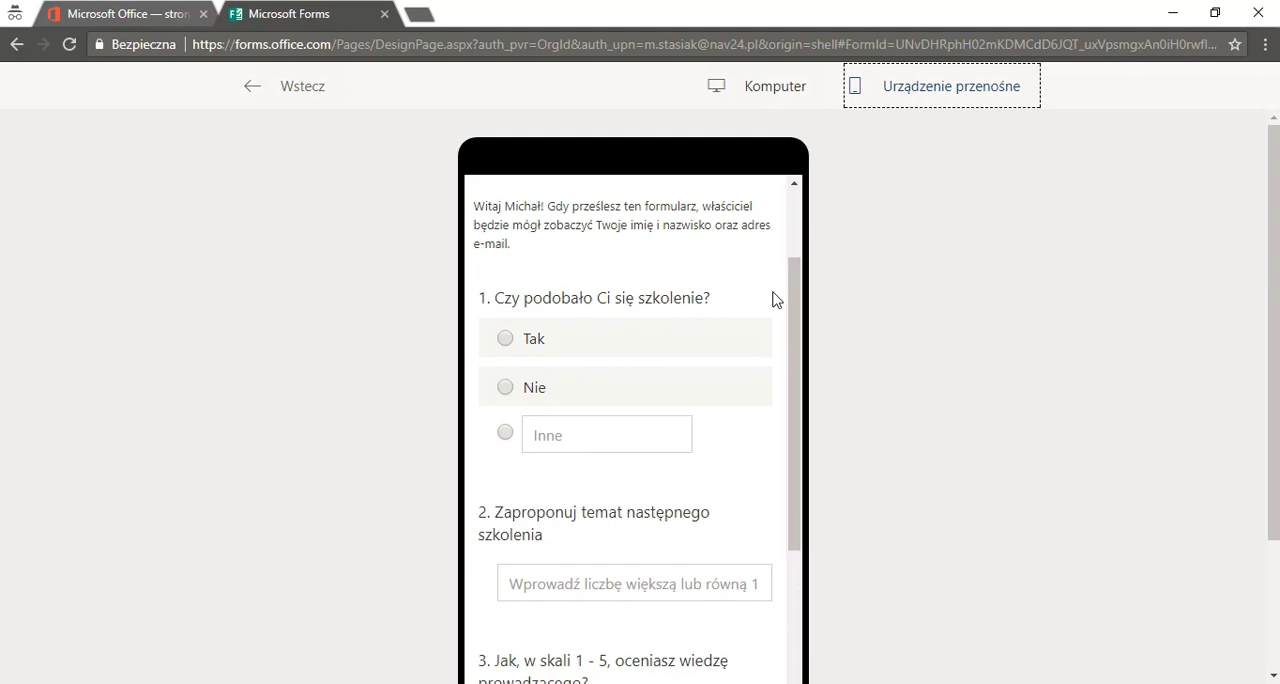 Microsoft Office — stron
Microsoft Forms
Bezpieczna
https://forms.office.com/Pages/DesignPage.aspx?auth_pvr=OrgId&auth_upn=m.stasiak@nav24.pl&origin=shell#FormId=UNvDHRphH02mKDMCdD6JQT_uxVpsmgxAn0iH0rwfl...
Wstecz
Komputer
Urządzenie przenośne
Witaj Michał! Gdy prześlesz ten formularz, właściciel
będzie mógł zobaczyć Twoje imię i nazwisko oraz adres
e-mail.
1. Czy podobało Ci się szkolenie?
Tak
Nie
Inne
2. Zaproponuj temat następnego
szkolenia
Wprowadź liczbę większą lub równą 1
3. Jak, w skali 1 - 5, oceniasz wiedzę
prowadzącego?